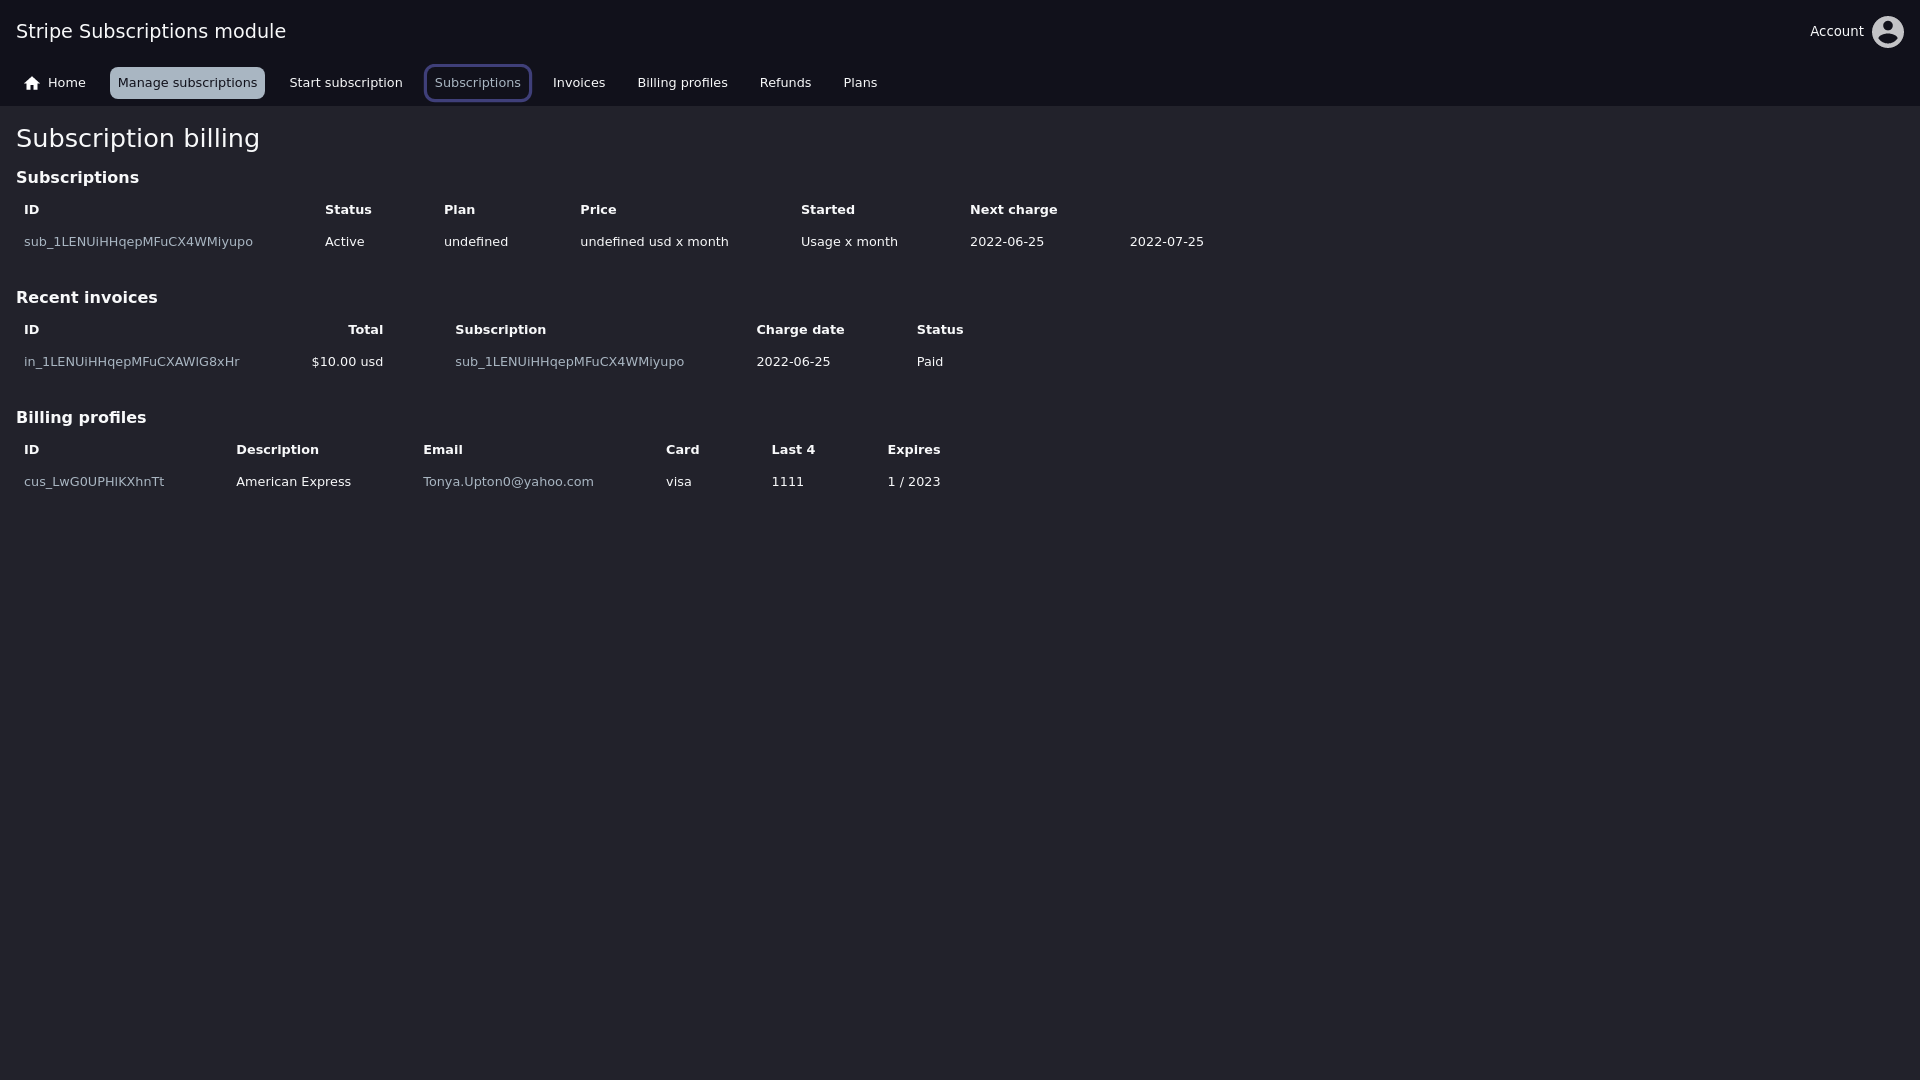 Stripe Subscriptions module
Account
Home Manage subscriptions Start subscription Subscriptions Invoices Billing profiles Refunds Plans
Subscription billing
Subscriptions
ID Status Plan Price Started Next charge
sub_1LENUiHHqepMFuCX4WMiyupo Active undefined undefined usd x month Usage x month 2022-06-25 2022-07-25
Recent invoices
ID Total Subscription Charge date Status
in_1LENUiHHqepMFuCXAWlG8xHr $10.00 usd sub_1LENUiHHqepMFuCX4WMiyupo 2022-06-25 Paid
Billing profiles
ID Description Email Card Last 4 Expires
cus_LwG0UPHlKXhnTt American Express Tonya.Upton0@yahoo.com visa 1111 1 / 2023